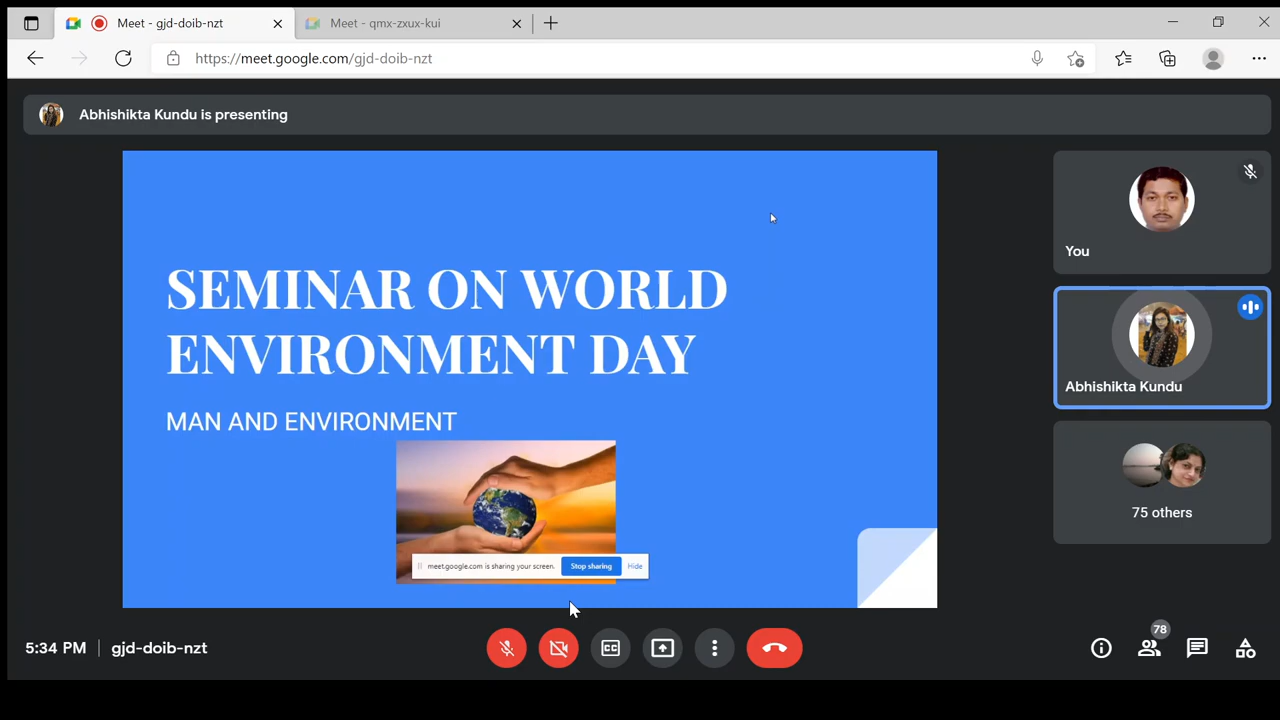 Meet - gjd-doib-nzt
Meet - qmx-zxux-kui
https://meet.google.com/gjd-doib-nzt
Abhishikta Kundu is presenting
SEMINAR ON WORLD
ENVIRONMENT DAY
MAN AND ENVIRONMENT
meet.google.com is sharing your screen.
Stop sharing
Hide
You
Abhishikta Kundu
75 others
5:34 PM
gjd-doib-nzt
78